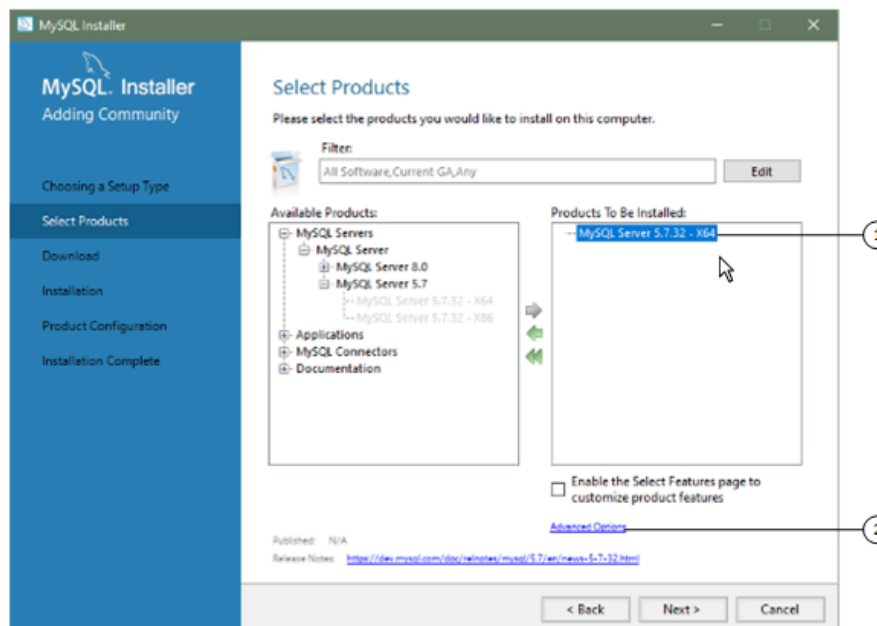 MySQL Installer
MySQL. Installer
Adding Community
Choosing a Setup Type
Select Products
Download
Installation
Product Configuration
Installation Complete
Select Products
Please select the products you would like to install on this computer.
Filter:
All Software,Current GA,Any
Edit
Available Products:
MySQL Servers
MySQL Server
MySQL Server 8.0
MySQL Server 5.7
MySQL Server 5.7.32 - X64
MySQL Server 5.7.32 - X86
Applications
MySQL Connectors
Documentation
Products To Be Installed:
MySQL Server 5.7.32 - X64
1
Enable the Select Features page to
customize product features
Advanced Options
2
Published: N/A
Release Notes: https://dev.mysql.com/doc/relnotes/mysql/5.7/en/news-5-7-32.html
< Back
Next >
Cancel